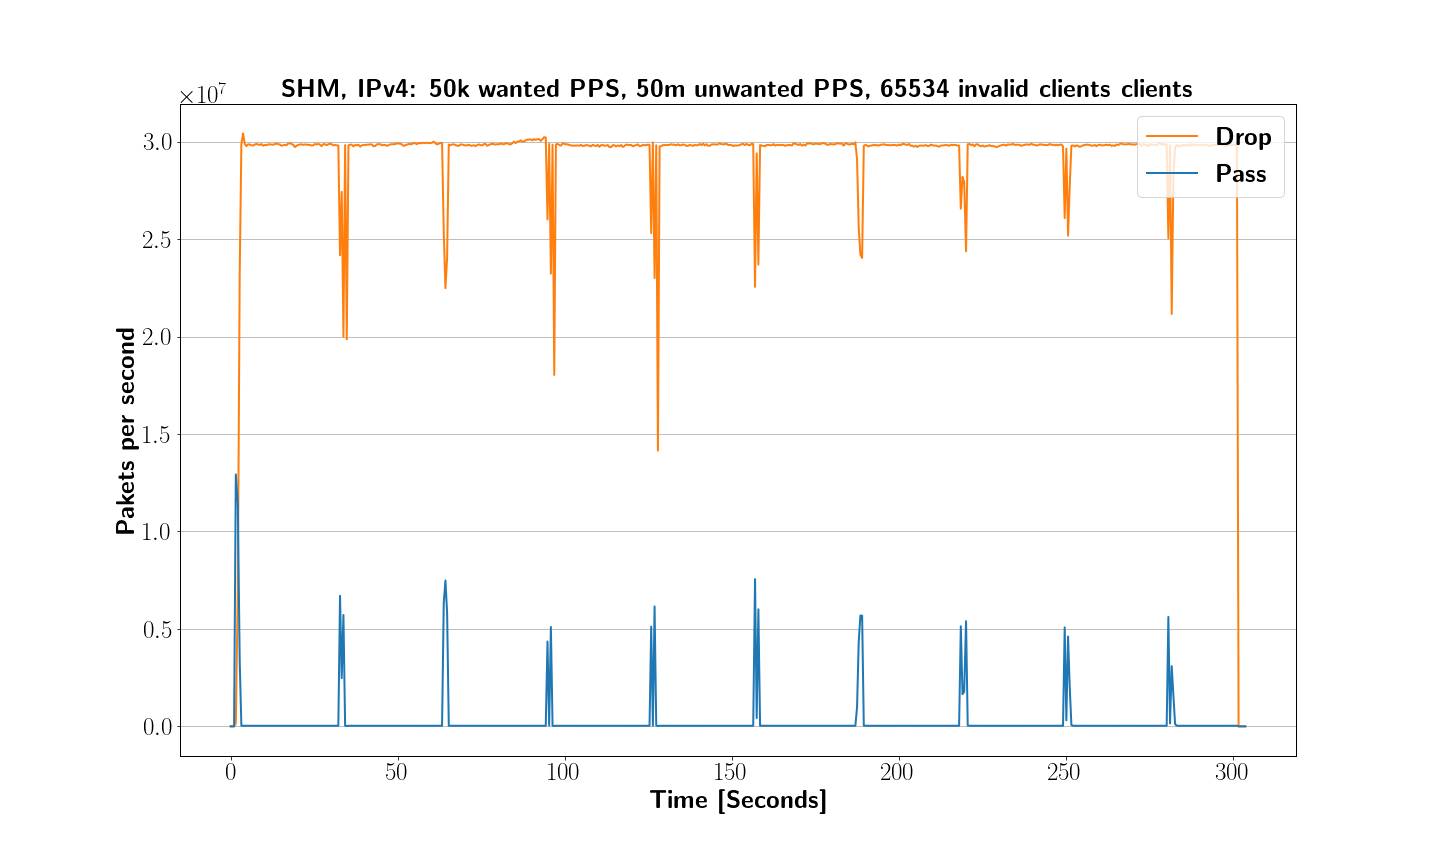 SHM, IPv4: 50k wanted PPS, 50m unwanted PPS, 65534 invalid clients clients
×10⁷
Drop
Pass
3.0
2.5
2.0
1.5
1.0
0.5
0.0
Pakets per second
0 50 100 150 200 250 300
Time [Seconds]